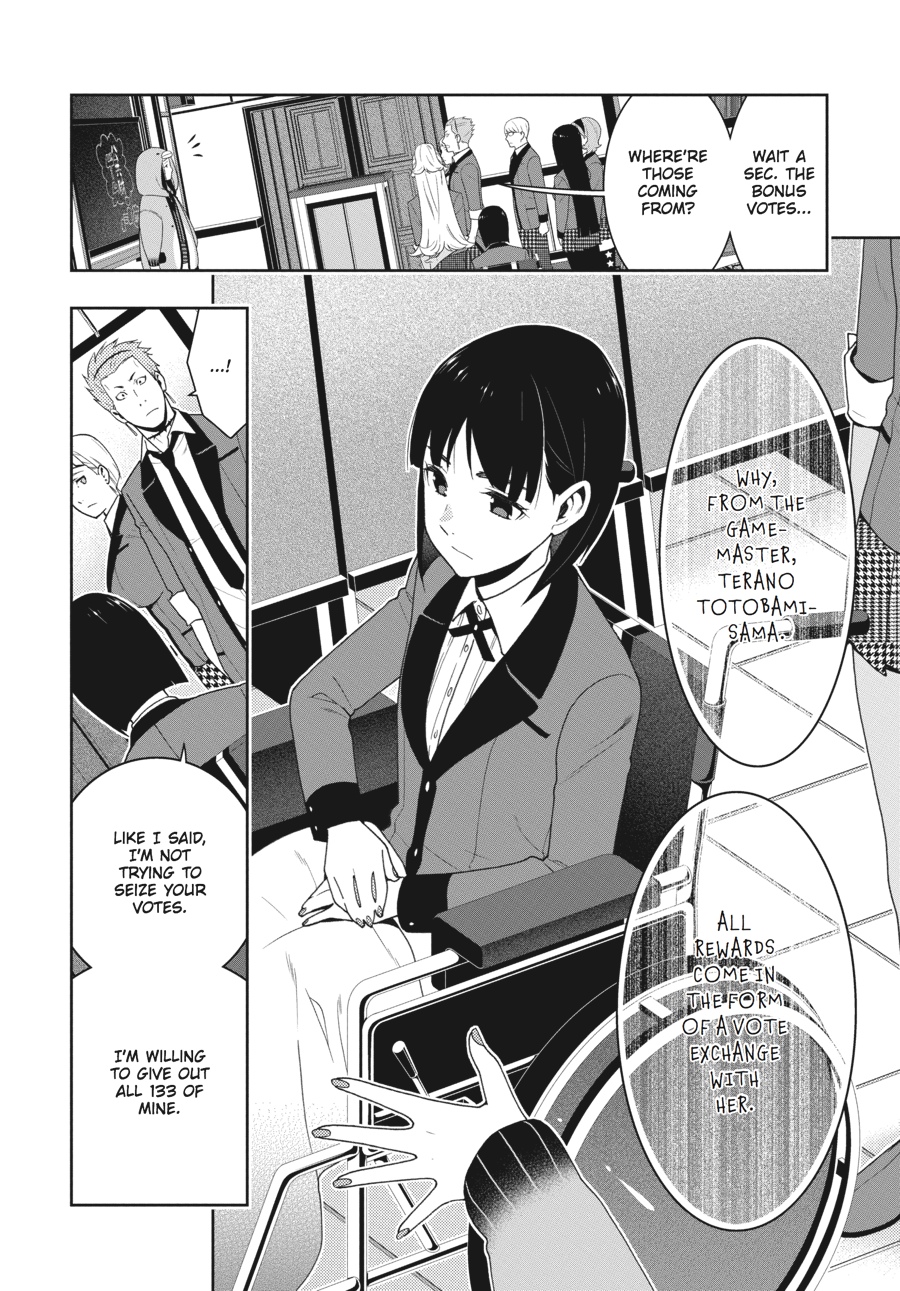 WAIT A
SEC. THE
BONUS
VOTES...
WHERE'RE
THOSE
COMING
FROM?
WHY,
FROM THE
GAME-
MASTER,
TERANO
TOTOBAMI-
SAMA.
ALL
REWARDS
COME IN
THE FORM
OF A VOTE
EXCHANGE
WITH
HER.
...!
LIKE I SAID,
I'M NOT
TRYING TO
SEIZE YOUR
VOTES.
I'M WILLING
TO GIVE OUT
ALL 133 OF
MINE.